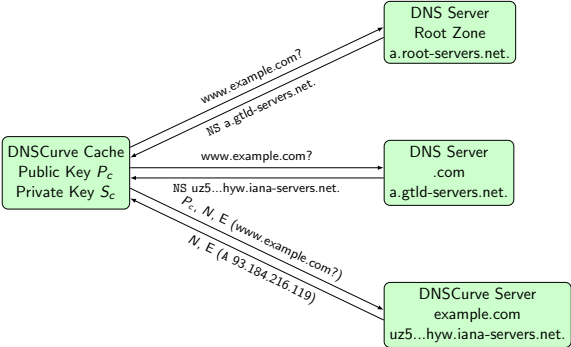 DNS Server
Root Zone
a.root-servers.net.
www.example.com?
NS a.gtld-servers.net.
DNSCurve Cache
Public Key Pc
Private Key Sc
www.example.com?
NS uz5...hyw.iana-servers.net.
DNS Server
.com
a.gtld-servers.net.
Pc, N, E (www.example.com?)
N, E (A 93.184.216.119)
DNSCurve Server
example.com
uz5...hyw.iana-servers.net.